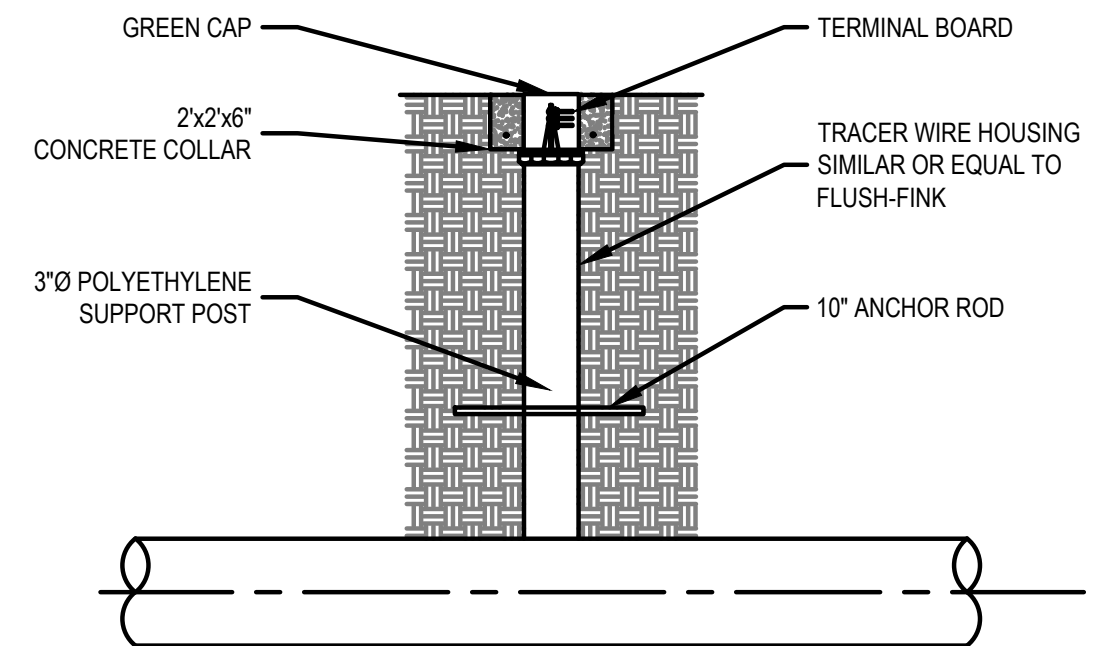 GREEN CAP
TERMINAL BOARD
2'x2'x6"
CONCRETE COLLAR
TRACER WIRE HOUSING
SIMILAR OR EQUAL TO
FLUSH-FINK
3"Ø POLYETHYLENE
SUPPORT POST
10" ANCHOR ROD